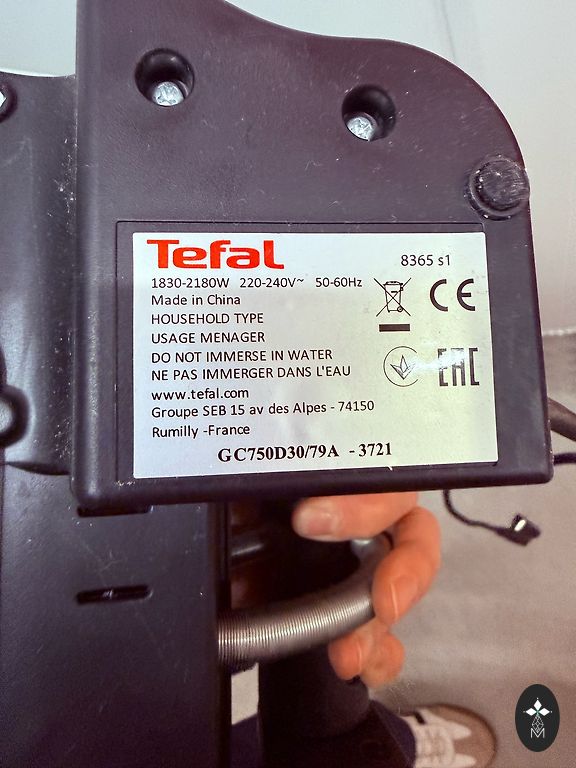 Tefal
8365 s1
1830-2180W 220-240V~ 50-60Hz
Made in China
HOUSEHOLD TYPE
USAGE MENAGER
DO NOT IMMERSE IN WATER
NE PAS IMMERGER DANS L'EAU
www.tefal.com
Groupe SEB 15 av des Alpes - 74150
Rumilly -France
GC750D30/79A - 3721
CE
EAC
M